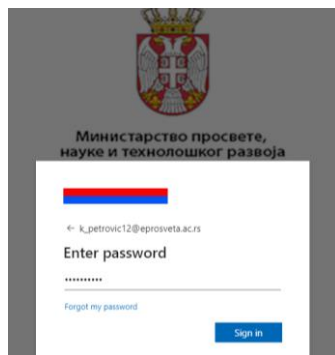 Министарство просвете,
науке и технолошког развоја
← k_petrovic12@eprosveta.ac.rs
Enter password
••••••••••
Forgot my password
Sign in